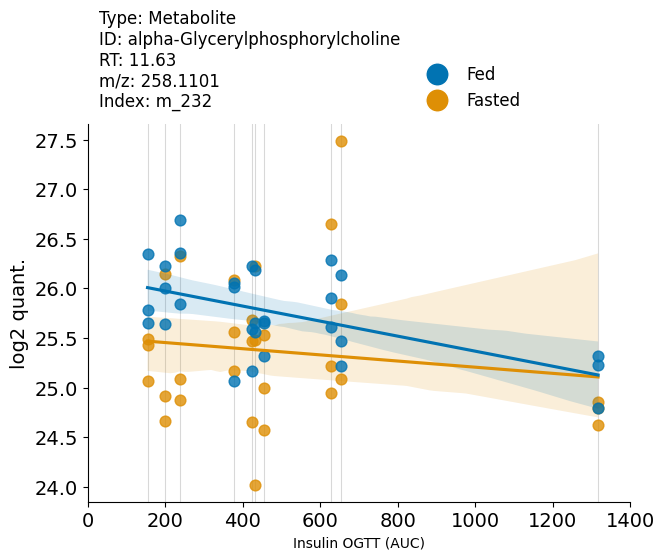 Type: Metabolite
ID: alpha-Glycerylphosphorylcholine
RT: 11.63
m/z: 258.1101
Index: m_232
Fed
Fasted
27.5
27.0
26.5
26.0
25.5
25.0
24.5
24.0
log2 quant.
0 200 400 600 800 1000 1200 1400
Insulin OGTT (AUC)